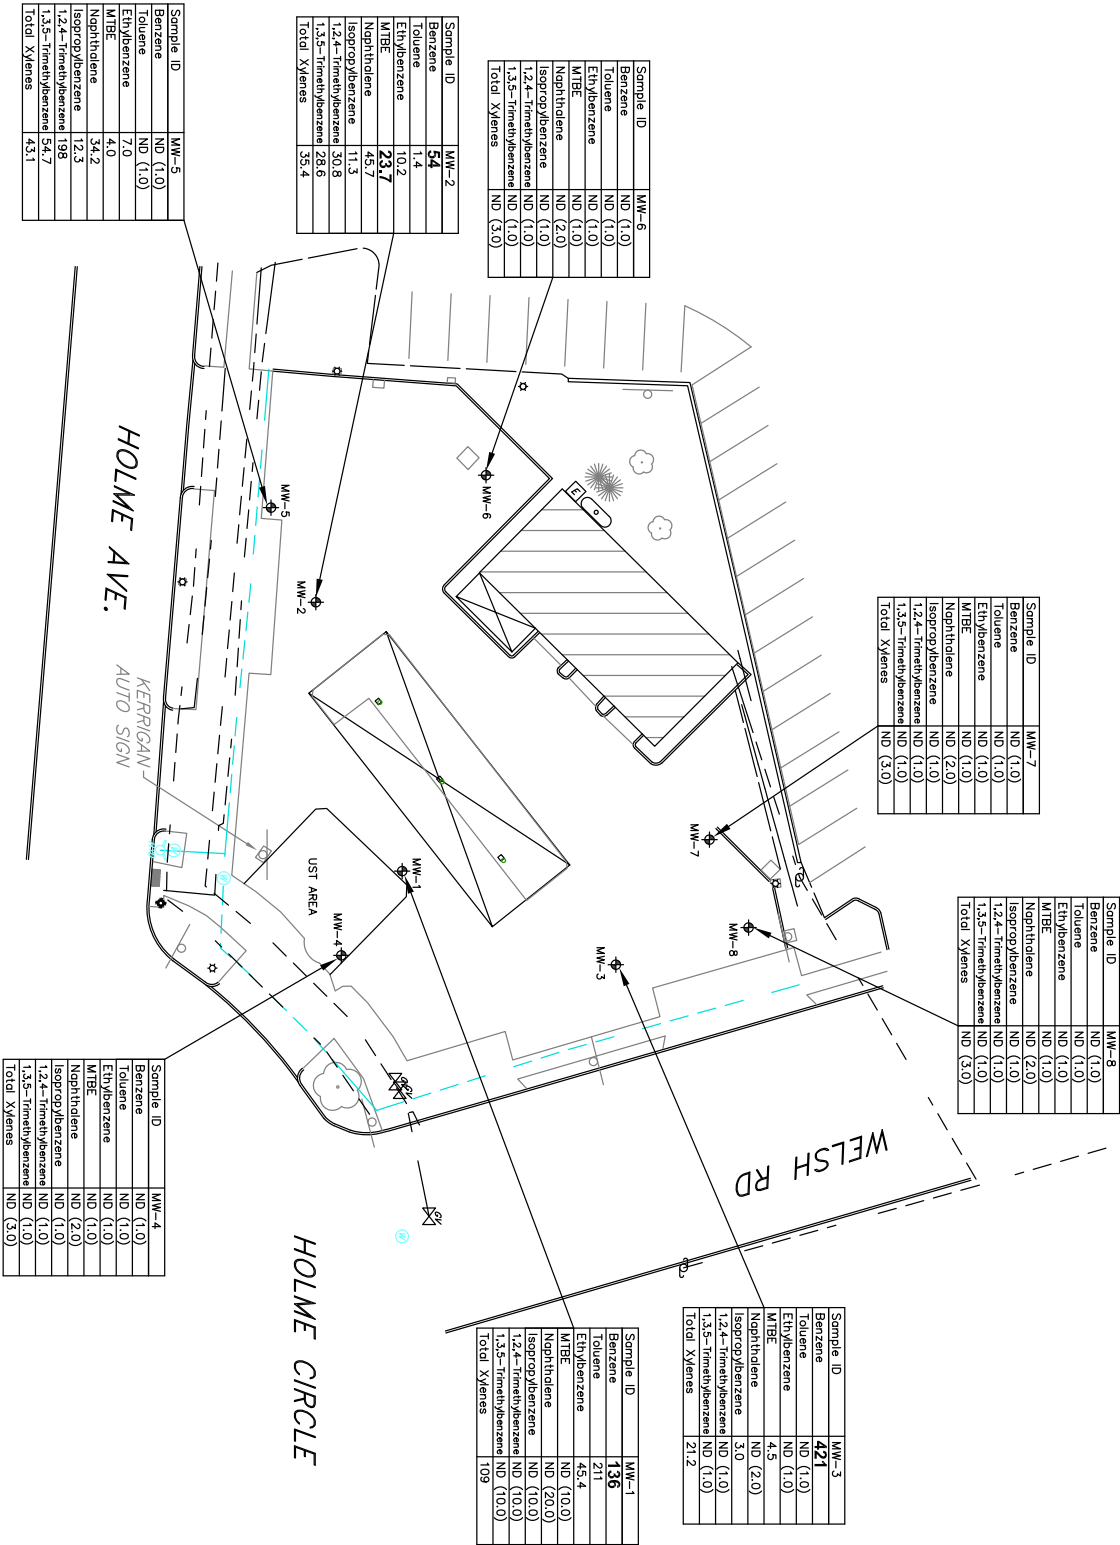 Sample ID MW-5
Benzene ND (1.0)
Toluene ND (1.0)
Ethylbenzene 7.0
MTBE 4.0
Naphthalene 34.2
Isopropylbenzene 12.3
1,2,4-Trimethylbenzene 198
1,3,5-Trimethylbenzene 54.7
Total Xylenes 43.1
Sample ID MW-2
Benzene 54
Toluene 1.4
Ethylbenzene 10.2
MTBE 23.7
Naphthalene 45.7
Isopropylbenzene 11.3
1,2,4-Trimethylbenzene 30.8
1,3,5-Trimethylbenzene 28.6
Total Xylenes 35.4
Sample ID MW-6
Benzene ND (1.0)
Toluene ND (1.0)
Ethylbenzene ND (1.0)
MTBE ND (1.0)
Naphthalene ND (2.0)
Isopropylbenzene ND (1.0)
1,2,4-Trimethylbenzene ND (1.0)
1,3,5-Trimethylbenzene ND (1.0)
Total Xylenes ND (3.0)
Sample ID MW-7
Benzene ND (1.0)
Toluene ND (1.0)
Ethylbenzene ND (1.0)
MTBE ND (1.0)
Naphthalene ND (2.0)
Isopropylbenzene ND (1.0)
1,2,4-Trimethylbenzene ND (1.0)
1,3,5-Trimethylbenzene ND (1.0)
Total Xylenes ND (3.0)
Sample ID MW-8
Benzene ND (1.0)
Toluene ND (1.0)
Ethylbenzene ND (1.0)
MTBE ND (1.0)
Naphthalene ND (2.0)
Isopropylbenzene ND (1.0)
1,2,4-Trimethylbenzene ND (1.0)
1,3,5-Trimethylbenzene ND (1.0)
Total Xylenes ND (3.0)
Sample ID MW-3
Benzene 421
Toluene ND (1.0)
Ethylbenzene ND (1.0)
MTBE 4.5
Naphthalene ND (2.0)
Isopropylbenzene 3.0
1,2,4-Trimethylbenzene ND (1.0)
1,3,5-Trimethylbenzene ND (1.0)
Total Xylenes 21.2
Sample ID MW-1
Benzene 136
Toluene 211
Ethylbenzene 45.4
MTBE ND (10.0)
Naphthalene ND (20.0)
Isopropylbenzene ND (10.0)
1,2,4-Trimethylbenzene ND (10.0)
1,3,5-Trimethylbenzene ND (10.0)
Total Xylenes 109
Sample ID MW-4
Benzene ND (1.0)
Toluene ND (1.0)
Ethylbenzene ND (1.0)
MTBE ND (1.0)
Naphthalene ND (2.0)
Isopropylbenzene ND (1.0)
1,2,4-Trimethylbenzene ND (1.0)
1,3,5-Trimethylbenzene ND (1.0)
Total Xylenes ND (3.0)
MW-5
MW-2
MW-6
MW-7
MW-8
MW-3
MW-1
MW-4
UST AREA
E
HOLME AVE.
KERRIGAN
AUTO SIGN
WELSH RD
HOLME CIRCLE
GV